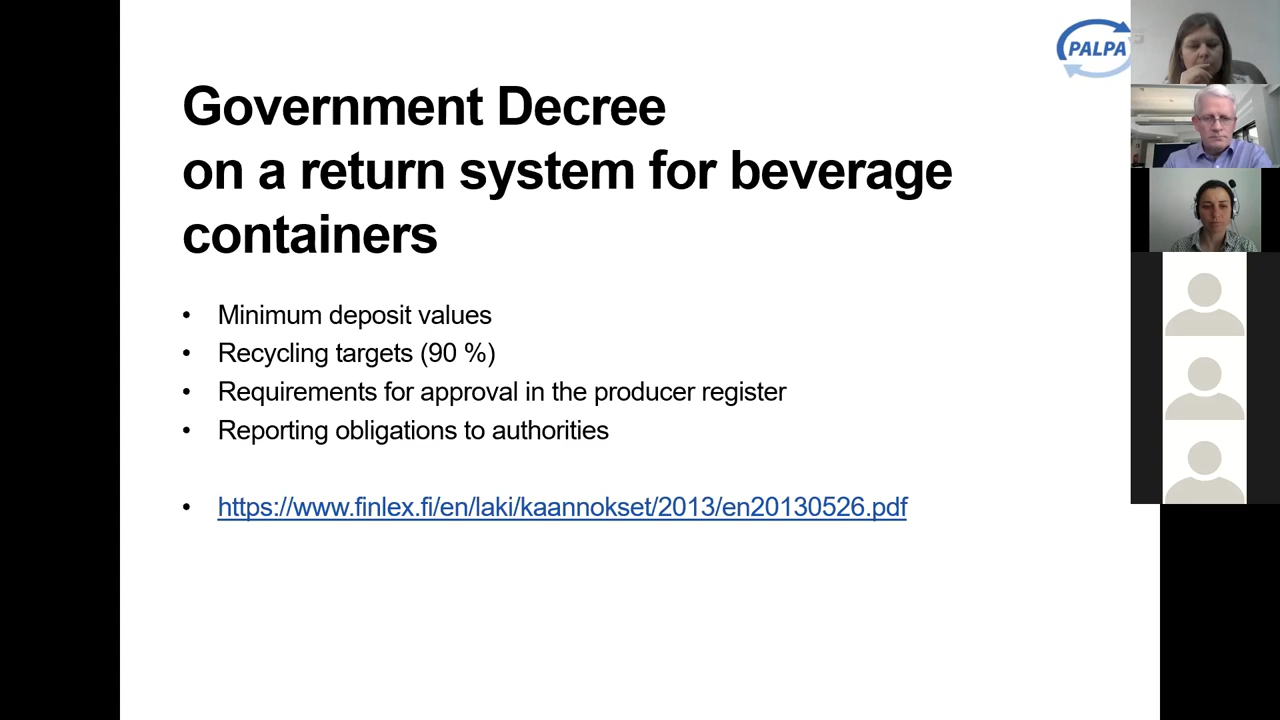 PALPA
Government Decree
on a return system for beverage
containers
• Minimum deposit values
• Recycling targets (90 %)
• Requirements for approval in the producer register
• Reporting obligations to authorities
• https://www.finlex.fi/en/laki/kaannokset/2013/en20130526.pdf